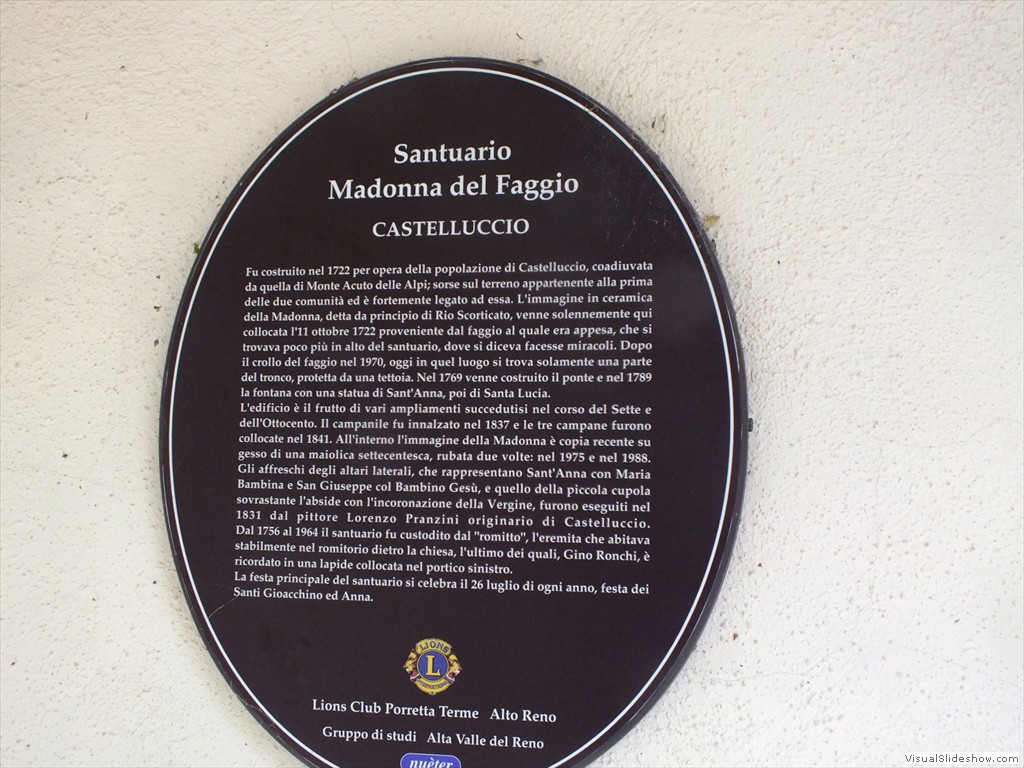 Santuario
Madonna del Faggio
CASTELLUCCIO
Fu costruito nel 1722 per opera della popolazione di Castelluccio, coadiuvata
da quella di Monte Acuto delle Alpi; sorse sul terreno appartenente alla prima
delle due comunità ed è fortemente legato ad essa. L'immagine in ceramica
della Madonna, detta da principio di Rio Scorticato, venne solennemente qui
collocata l'11 ottobre 1722 proveniente dal faggio al quale era appesa, che si
trovava poco più in alto del santuario, dove si diceva facesse miracoli. Dopo
il crollo del faggio nel 1970, oggi in quel luogo si trova solamente una parte
del tronco, protetta da una tettoia. Nel 1769 venne costruito il ponte e nel 1789
la fontana con una statua di Sant'Anna, poi di Santa Lucia.
L'edificio è il frutto di vari ampliamenti succedutisi nel corso del Sette e
dell'Ottocento. Il campanile fu innalzato nel 1837 e le tre campane furono
collocate nel 1841. All'interno l'immagine della Madonna è copia recente su
gesso di una maiolica settecentesca, rubata due volte: nel 1975 e nel 1988.
Gli affreschi degli altari laterali, che rappresentano Sant'Anna con Maria
Bambina e San Giuseppe col Bambino Gesù, e quello della piccola cupola
sovrastante l'abside con l'incoronazione della Vergine, furono eseguiti nel
1831 dal pittore Lorenzo Pranzini originario di Castelluccio.
Dal 1756 al 1964 il santuario fu custodito dal "romitto", l'eremita che abitava
stabilmente nel romitorio dietro la chiesa, l'ultimo dei quali, Gino Ronchi, è
ricordato in una lapide collocata nel portico sinistro.
La festa principale del santuario si celebra il 26 luglio di ogni anno, festa dei
Santi Gioacchino ed Anna.
LIONS
L
INTERNATIONAL
Lions Club Porretta Terme Alto Reno
Gruppo di studi Alta Valle del Reno
nuèter
VisualSlideshow.com